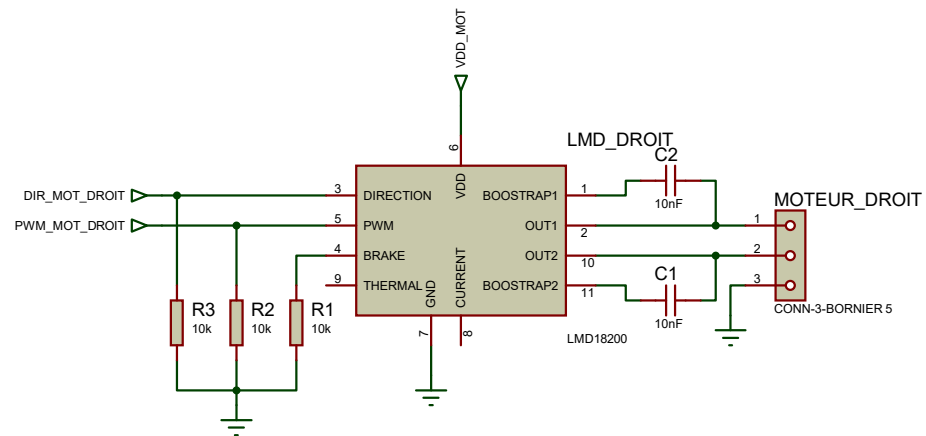 VDD_MOT
LMD_DROIT
C2
10nF
MOTEUR_DROIT
DIR_MOT_DROIT
PWM_MOT_DROIT
6
VDD
3
DIRECTION
BOOSTRAP1
1
5
PWM
OUT1
2
4
BRAKE
OUT2
10
9
THERMAL
BOOSTRAP2
11
GND
CURRENT
7
8
1
2
3
C1
10nF
CONN-3-BORNIER 5
LMD18200
R3
10k
R2
10k
R1
10k